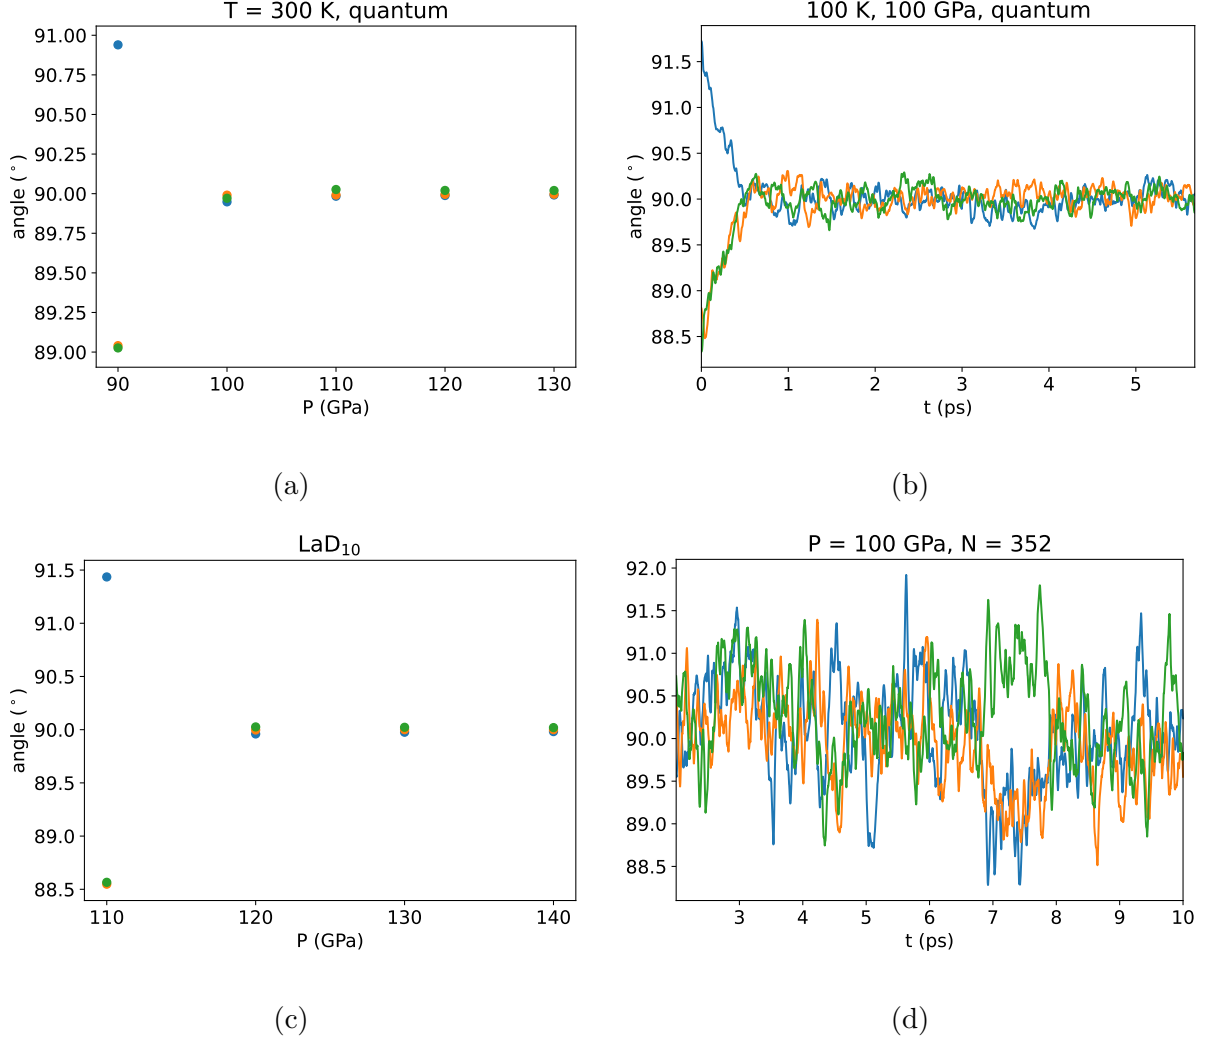 T = 300 K, quantum
91.00
90.75
90.50
90.25
90.00
89.75
89.50
89.25
89.00
angle (°)
90 100 110 120 130
P (GPa)
(a)
100 K, 100 GPa, quantum
91.5
91.0
90.5
90.0
89.5
89.0
88.5
angle (°)
0 1 2 3 4 5
t (ps)
(b)
LaD₁₀
91.5
91.0
90.5
90.0
89.5
89.0
88.5
angle (°)
110 120 130 140
P (GPa)
(c)
P = 100 GPa, N = 352
92.0
91.5
91.0
90.5
90.0
89.5
89.0
88.5
3 4 5 6 7 8 9 10
t (ps)
(d)